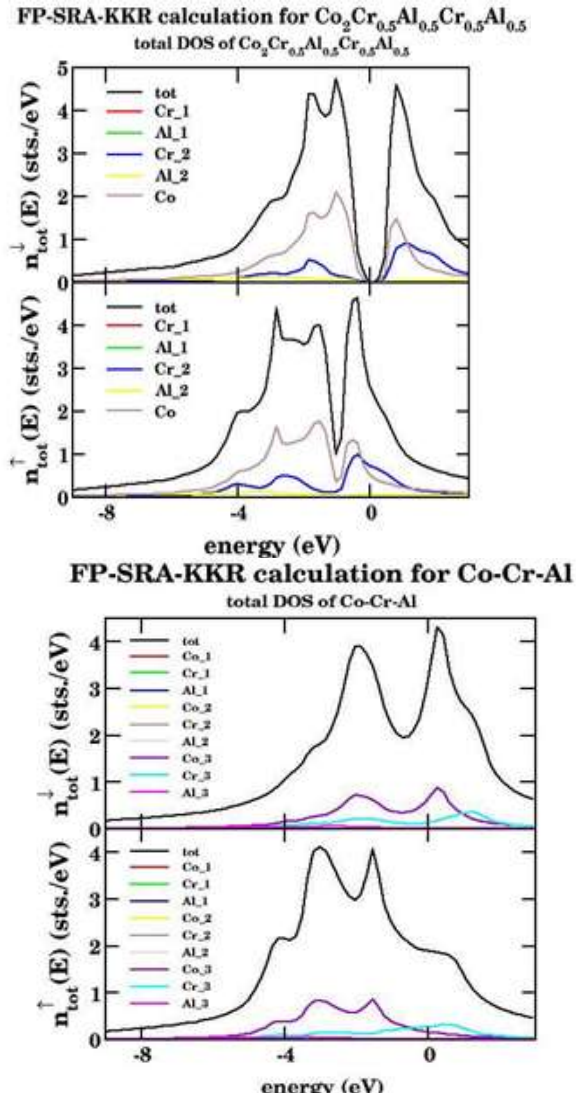 FP-SRA-KKR calculation for Co₂Cr₀.₅Al₀.₅Cr₀.₅Al₀.₅
total DOS of Co₂Cr₀.₅Al₀.₅Cr₀.₅Al₀.₅
n↓tot(E) (sts./eV)
5
4
3
2
1
0
tot
Cr_1
Al_1
Cr_2
Al_2
Co
n↑tot(E) (sts./eV)
4
3
2
1
0
tot
Cr_1
Al_1
Cr_2
Al_2
Co
-8 -4 0
energy (eV)
FP-SRA-KKR calculation for Co-Cr-Al
total DOS of Co-Cr-Al
n↓tot(E) (sts./eV)
4
3
2
1
0
tot
Co_1
Cr_1
Al_1
Co_2
Cr_2
Al_2
Co_3
Cr_3
Al_3
n↑tot(E) (sts./eV)
4
3
2
1
0
tot
Co_1
Cr_1
Al_1
Co_2
Cr_2
Al_2
Co_3
Cr_3
Al_3
-8 -4 0
energy (eV)